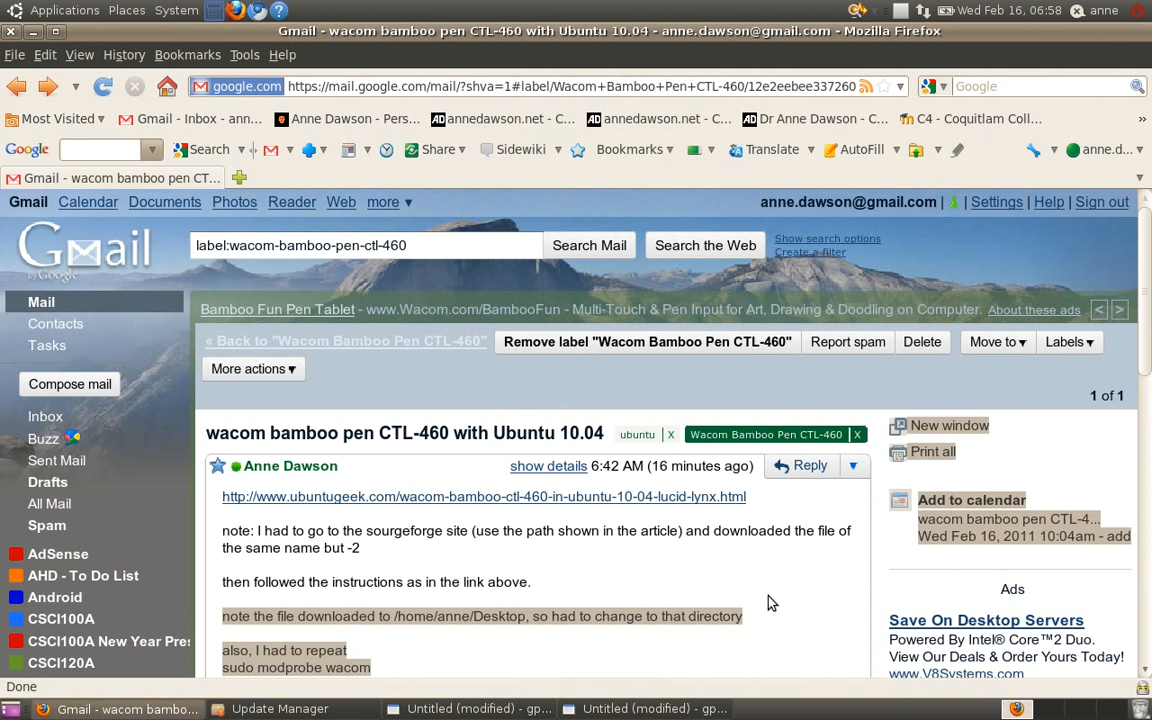 Applications Places System Wed Feb 16, 06:58 anne
Gmail - wacom bamboo pen CTL-460 with Ubuntu 10.04 - anne.dawson@gmail.com - Mozilla Firefox
File Edit View History Bookmarks Tools Help
google.com https://mail.google.com/mail/?shva=1#label/Wacom+Bamboo+Pen+CTL-460/12e2eebee337260 Google
Most Visited Gmail - Inbox - ann... Anne Dawson - Pers... annedawson.net - C... annedawson.net - C... Dr Anne Dawson - C... C4 - Coquitlam Coll... »
Google Search Share Sidewiki Bookmarks Translate AutoFill anne.d...
Gmail - wacom bamboo pen CT...
Gmail Calendar Documents Photos Reader Web more anne.dawson@gmail.com | | Settings | Help | Sign out
Gmail by Google label:wacom-bamboo-pen-ctl-460 Search Mail Search the Web Show search options
Create a filter
Mail
Contacts
Tasks
Compose mail
Inbox
Buzz
Sent Mail
Drafts
All Mail
Spam
AdSense
AHD - To Do List
Android
CSCI100A
CSCI100A New Year Pres
CSCI120A
Bamboo Fun Pen Tablet - www.Wacom.com/BambooFun - Multi-Touch & Pen Input for Art, Drawing & Doodling on Computer. About these ads < >
« Back to "Wacom Bamboo Pen CTL-460" Remove label "Wacom Bamboo Pen CTL-460" Report spam Delete Move to Labels
More actions
1 of 1
wacom bamboo pen CTL-460 with Ubuntu 10.04 ubuntu X Wacom Bamboo Pen CTL-460 X
Anne Dawson show details 6:42 AM (16 minutes ago) Reply
http://www.ubuntugeek.com/wacom-bamboo-ctl-460-in-ubuntu-10-04-lucid-lynx.html
note: I had to go to the sourgeforge site (use the path shown in the article) and downloaded the file of
the same name but -2
then followed the instructions as in the link above.
note the file downloaded to /home/anne/Desktop, so had to change to that directory
also, I had to repeat
sudo modprobe wacom
New window
Print all
Add to calendar
wacom bamboo pen CTL-4...
Wed Feb 16, 2011 10:04am - add
Ads
Save On Desktop Servers
Powered By Intel® Core™2 Duo.
View Our Deals & Order Yours Today!
www.V8Systems.com
Done
Gmail - wacom bambo... Update Manager Untitled (modified) - gp... Untitled (modified) - gp...